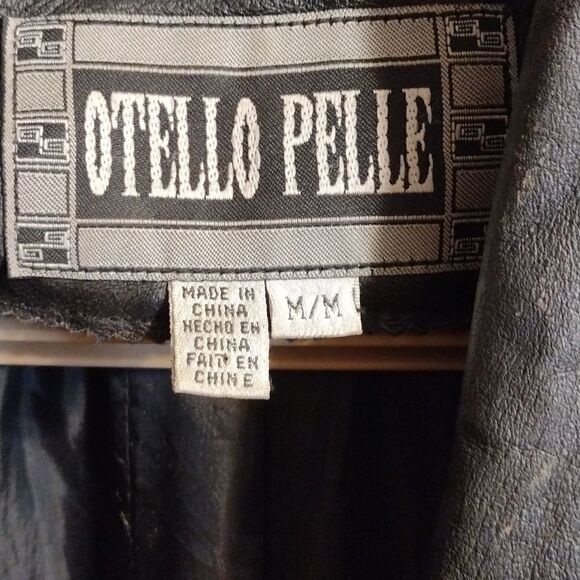 OTELLO PELLE
MADE IN
CHINA
HECHO EN
CHINA
FAIT EN
CHINE
M/M